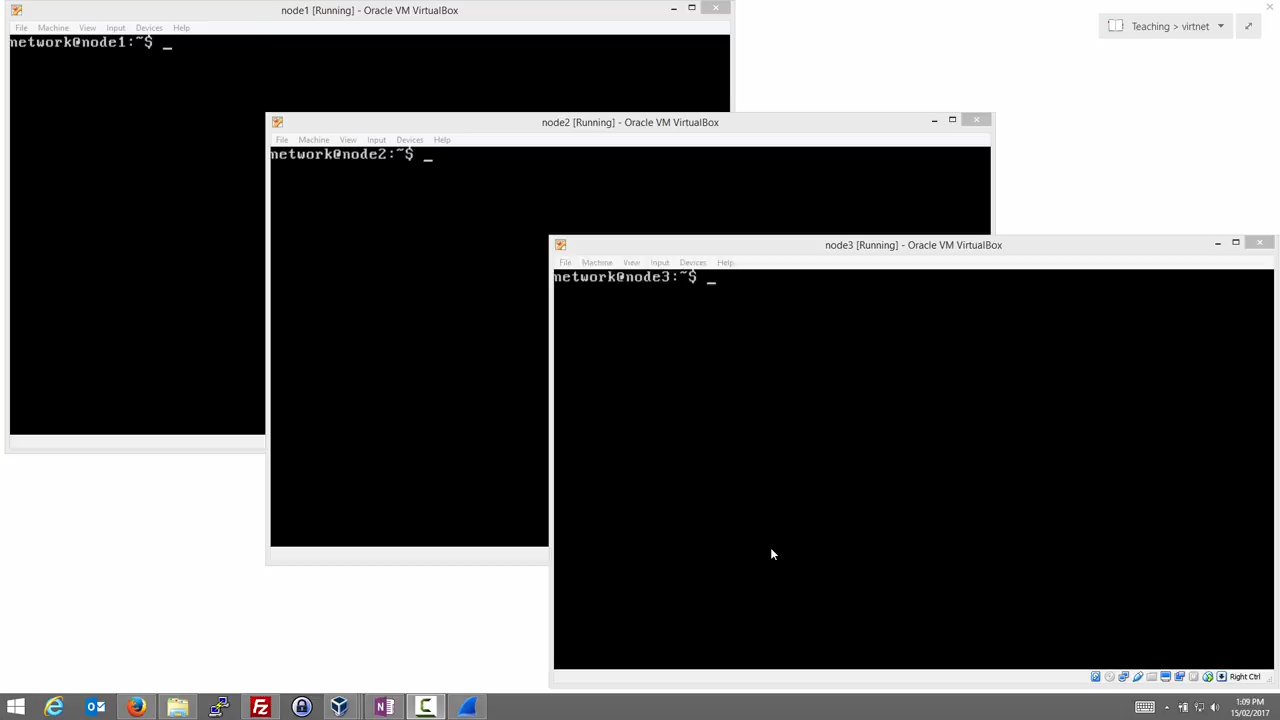 node1 [Running] - Oracle VM VirtualBox
File Machine View Input Devices Help
network@node1:~$ _
Teaching > virtnet
node2 [Running] - Oracle VM VirtualBox
File Machine View Input Devices Help
network@node2:~$ _
node3 [Running] - Oracle VM VirtualBox
File Machine View Input Devices Help
network@node3:~$ _
Right Ctrl
1:09 PM
15/02/2017